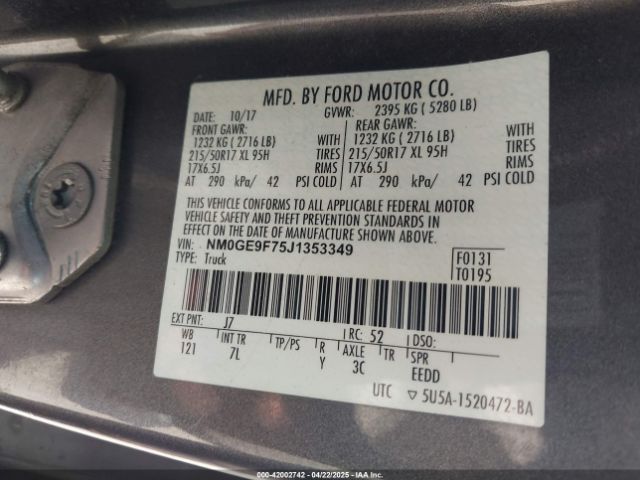 MFD. BY FORD MOTOR CO.
DATE: 10/17 GVWR: 2395 KG ( 5280 LB)
FRONT GAWR: REAR GAWR:
1232 KG ( 2716 LB) WITH 1232 KG ( 2716 LB) WITH
215/50R17 XL 95H TIRES 215/50R17 XL 95H TIRES
17X6.5J RIMS 17X6.5J RIMS
AT 290 kPa/ 42 PSI COLD AT 290 kPa/ 42 PSI COLD
THIS VEHICLE CONFORMS TO ALL APPLICABLE FEDERAL MOTOR
VEHICLE SAFETY AND THEFT PREVENTION STANDARDS IN EFFECT
ON THE DATE OF MANUFACTURE SHOWN ABOVE.
VIN: NM0GE9F75J1353349
TYPE: Truck
F0131
T0195
EXT PNT: J7 RC: 52 DSO:
WB INT TR TP/PS R AXLE TR SPR
121 7L Y 3C EEDD
UTC ▽ 5U5A-1520472-BA
000-42002742 - 04/22/2025 - IAAI.COM